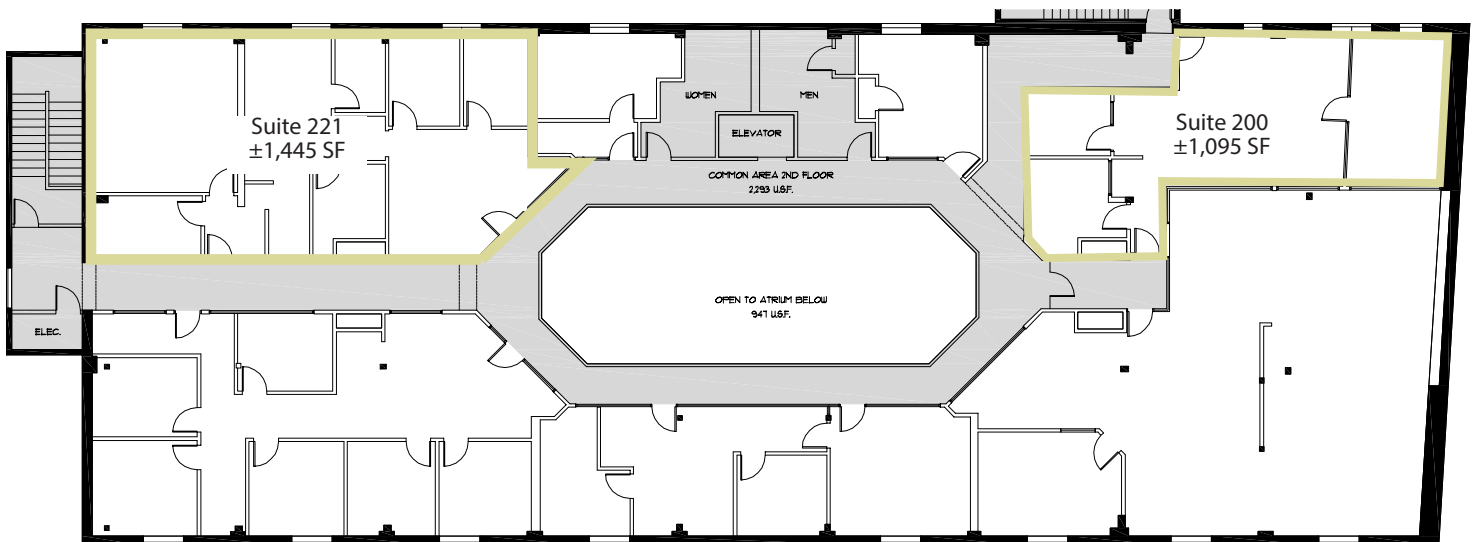 WOMEN
MEN
ELEVATOR
Suite 221
±1,445 SF
Suite 200
±1,095 SF
COMMON AREA 2ND FLOOR
2,293 U.S.F.
OPEN TO ATRIUM BELOW
947 U.S.F.
ELEC.